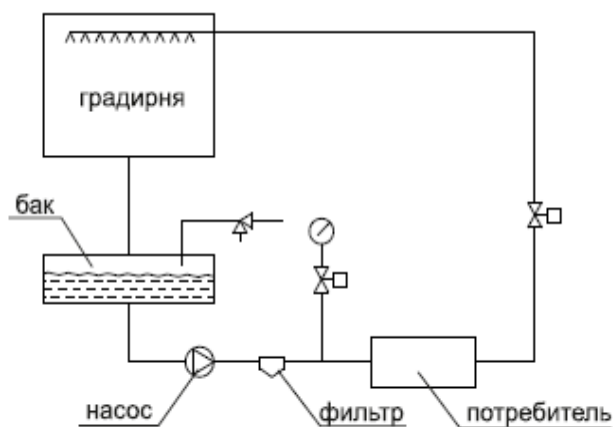 градирня
бак
насос
фильтр
потребитель